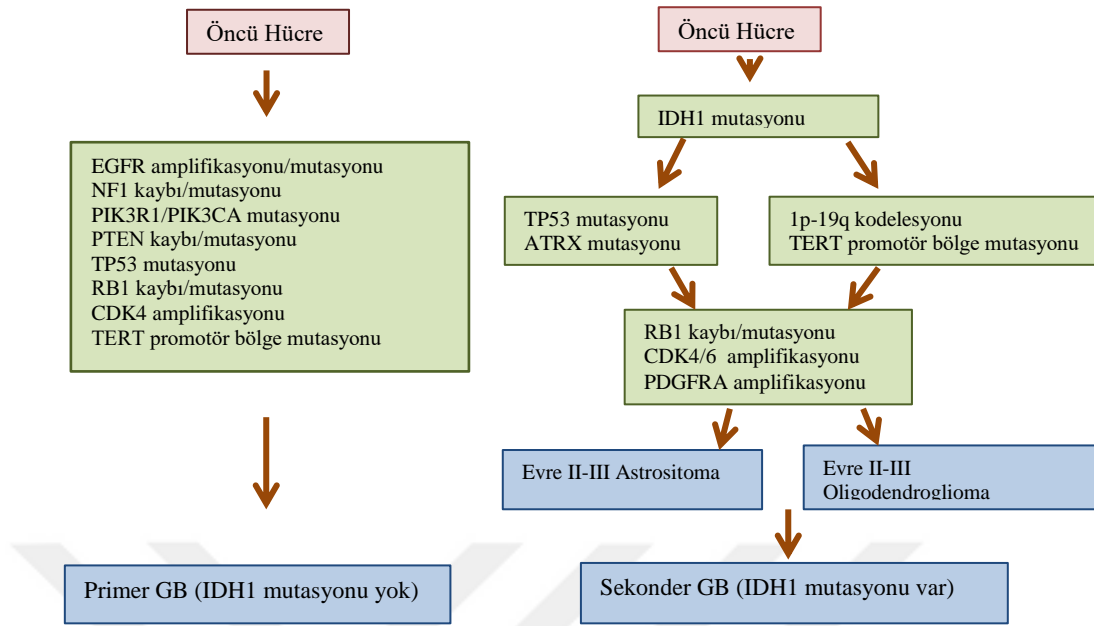 Öncü Hücre
EGFR amplifikasyonu/mutasyonu
NF1 kaybı/mutasyonu
PIK3R1/PIK3CA mutasyonu
PTEN kaybı/mutasyonu
TP53 mutasyonu
RB1 kaybı/mutasyonu
CDK4 amplifikasyonu
TERT promotör bölge mutasyonu
Primer GB (IDH1 mutasyonu yok)
Öncü Hücre
IDH1 mutasyonu
TP53 mutasyonu
ATRX mutasyonu
1p-19q kodelesyonu
TERT promotör bölge mutasyonu
RB1 kaybı/mutasyonu
CDK4/6 amplifikasyonu
PDGFRA amplifikasyonu
Evre II-III Astrositoma
Evre II-III
Oligodendroglioma
Sekonder GB (IDH1 mutasyonu var)